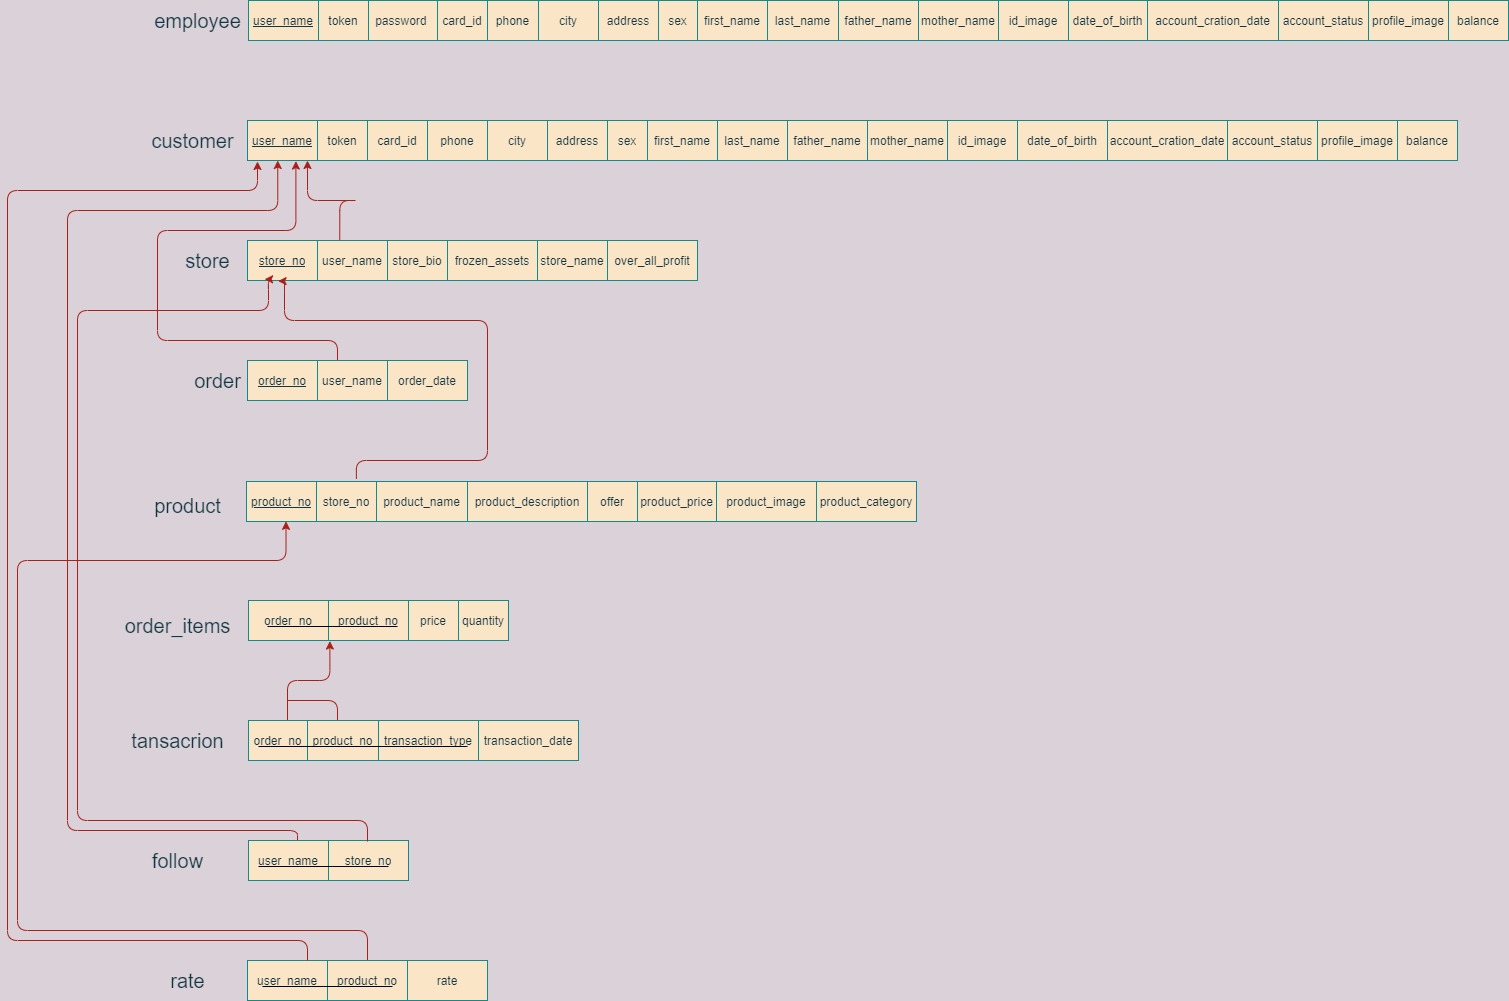 employee user_name token password card_id phone city address sex first_name last_name father_name mother_name id_image date_of_birth account_cration_date account_status profile_image balance
customer user_name token card_id phone city address sex first_name last_name father_name mother_name id_image date_of_birth account_cration_date account_status profile_image balance
store store_no user_name store_bio frozen_assets store_name over_all_profit
order order_no user_name order_date
product product_no store_no product_name product_description offer product_price product_image product_category
order_items order_no product_no price quantity
tansacrion order_no product_no transaction_type transaction_date
follow user_name store_no
rate user_name product_no rate